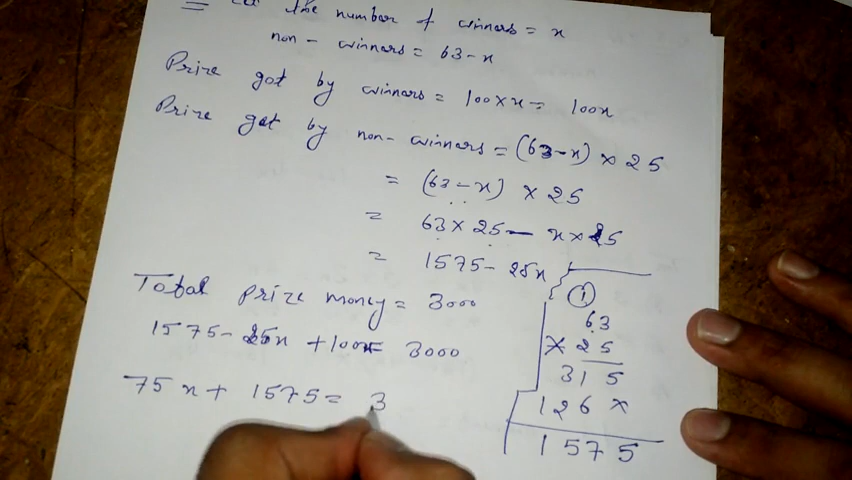 = Let the number of winners = x
non - winners = 63-x
Prize got by winners = 100×x = 100x
Prize got by non- winners = (63-x) × 25
= (63-x) × 25
= 63×25 - x×25
= 1575 - 25x
Total prize money = 3000
1575- 25x +100x= 3000
75x + 1575 = 3
①
63
× 25
315
126×
1575